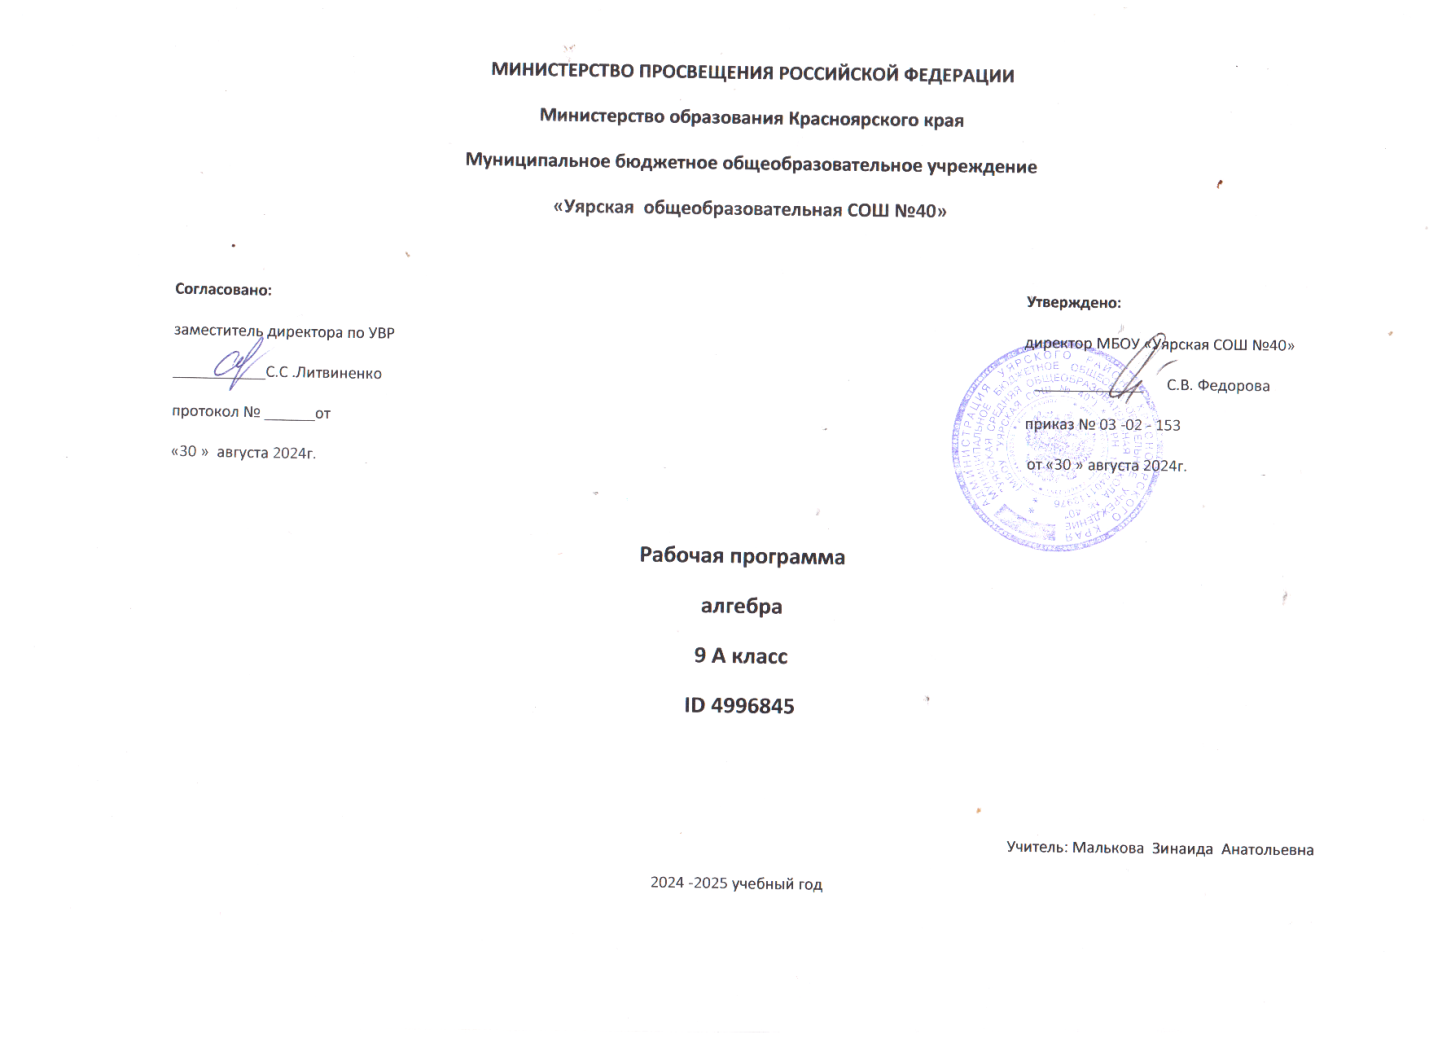 МИНИСТЕРСТВО ПРОСВЕЩЕНИЯ РОССИЙСКОЙ ФЕДЕРАЦИИ
Министерство образования Красноярского края
Муниципальное бюджетное общеобразовательное учреждение
«Уярская общеобразовательная СОШ №40»
Согласовано:
заместитель директора по УВР
___________С.С .Литвиненко
протокол № ______от
«30 » августа 2024г.
Утверждено:
директор МБОУ «Уярская СОШ №40»
_____________ С.В. Федорова
приказ № 03 -02 - 153
от «30 » августа 2024г.
Рабочая программа
алгебра
9 А класс
ID 4996845
Учитель: Малькова Зинаида Анатольевна
2024 -2025 учебный год